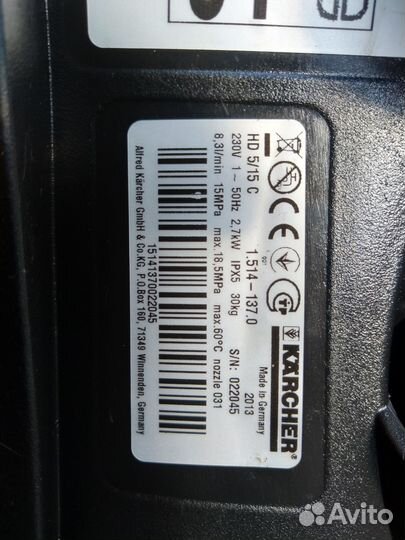 KÄRCHER®
Made in Germany
2013
HD 5/15 C
1.514-137.0
230V 1~ 50Hz 2.7kW IPX5 30kg
S/N: 022045
8,3l/min 15MPa max.18,5MPa max.60°C nozzle 031
15141370022045
Alfred Kärcher GmbH & Co.KG, P.O.Box 160, 71349 Winnenden, Germany
Avito